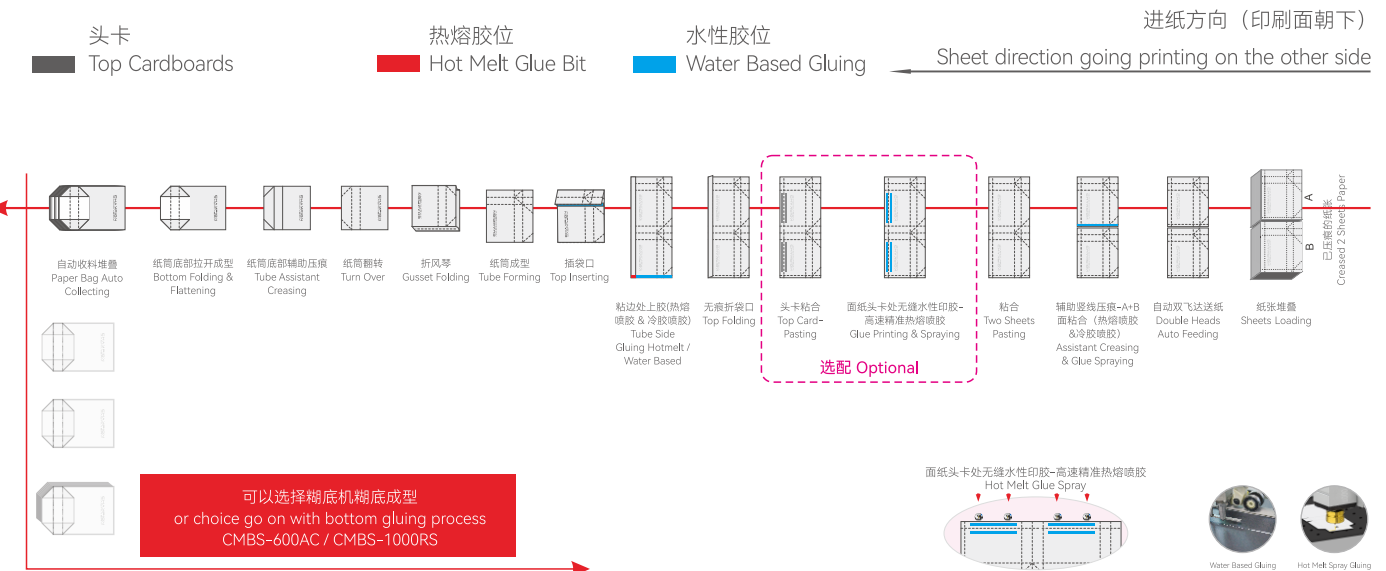 头卡
Top Cardboards
热熔胶位
Hot Melt Glue Bit
水性胶位
Water Based Gluing
进纸方向（印刷面朝下）
Sheet direction going printing on the other side
自动收料堆叠
Paper Bag Auto
Collecting
纸筒底部拉开成型
Bottom Folding &
Flattening
纸筒底部辅助压痕
Tube Assistant
Creasing
纸筒翻转
Turn Over
折风琴
Gusset Folding
纸筒成型
Tube Forming
插袋口
Top Inserting
粘边处上胶(热熔
喷胶 & 冷胶喷胶)
Tube Side
Gluing Hotmelt /
Water Based
无痕折袋口
Top Folding
头卡粘合
Top Card-
Pasting
面纸头卡处无缝水性印胶-
高速精准热熔喷胶
Glue Printing & Spraying
选配 Optional
粘合
Two Sheets
Pasting
辅助竖线压痕-A+B
面粘合（热熔喷胶
&冷胶喷胶）
Assistant Creasing
& Glue Spraying
自动双飞达送纸
Double Heads
Auto Feeding
纸张堆叠
Sheets Loading
A
B
已压痕的纸张
Creased 2 Sheets Paper
可以选择糊底机糊底成型
or choice go on with bottom gluing process
CMBS-600AC / CMBS-1000RS
面纸头卡处无缝水性印胶-高速精准热熔喷胶
Hot Melt Glue Spray
Water Based Gluing
Hot Melt Spray Gluing